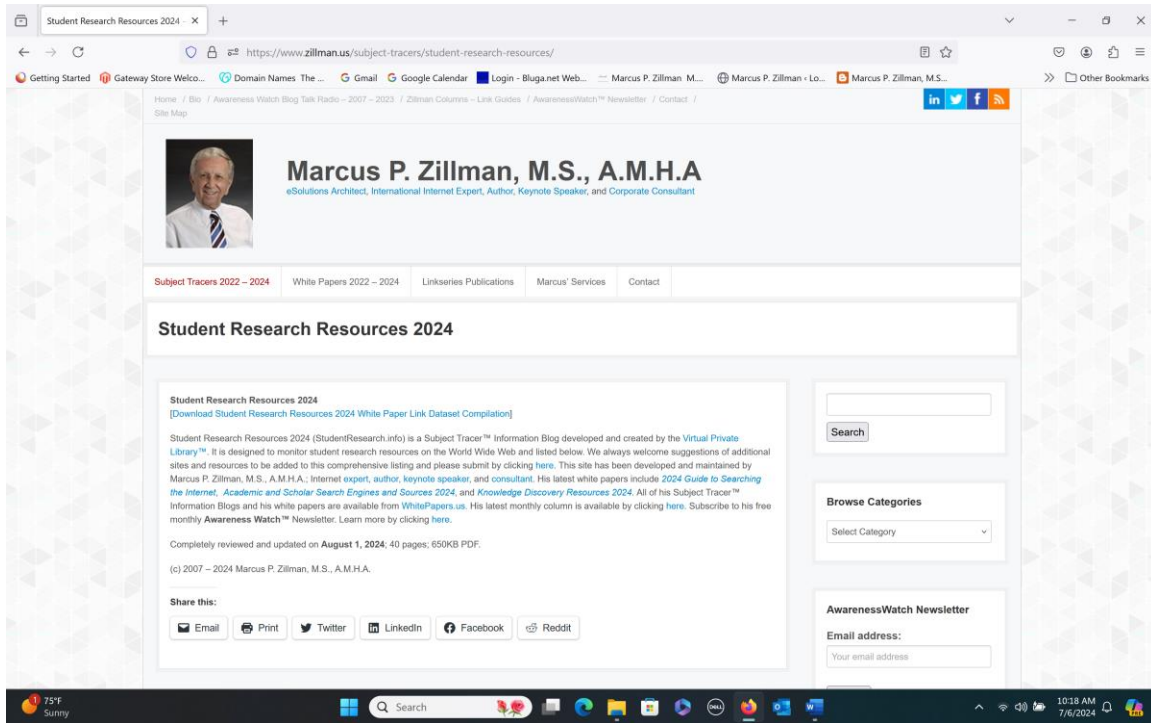 Student Research Resources 2024 -
https://www.zillman.us/subject-tracers/student-research-resources/
Getting Started Gateway Store Welco... Domain Names The ... Gmail Google Calendar Login - Bluga.net Web... Marcus P. Zillman M.... Marcus P. Zillman ‹ Lo... Marcus P. Zillman, M.S... Other Bookmarks
Home / Bio / Awareness Watch Blog Talk Radio – 2007 – 2023 / Zillman Columns – Link Guides / AwarenessWatch™ Newsletter / Contact /
Site Map
Marcus P. Zillman, M.S., A.M.H.A
eSolutions Architect, International Internet Expert, Author, Keynote Speaker, and Corporate Consultant
Subject Tracers 2022 – 2024 White Papers 2022 – 2024 Linkseries Publications Marcus' Services Contact
Student Research Resources 2024
Student Research Resources 2024
[Download Student Research Resources 2024 White Paper Link Dataset Compilation]
Student Research Resources 2024 (StudentResearch.info) is a Subject Tracer™ Information Blog developed and created by the Virtual Private
Library™. It is designed to monitor student research resources on the World Wide Web and listed below. We always welcome suggestions of additional
sites and resources to be added to this comprehensive listing and please submit by clicking here. This site has been developed and maintained by
Marcus P. Zillman, M.S., A.M.H.A.; Internet expert, author, keynote speaker, and consultant. His latest white papers include 2024 Guide to Searching
the Internet, Academic and Scholar Search Engines and Sources 2024, and Knowledge Discovery Resources 2024. All of his Subject Tracer™
Information Blogs and his white papers are available from WhitePapers.us. His latest monthly column is available by clicking here. Subscribe to his free
monthly Awareness Watch™ Newsletter. Learn more by clicking here.
Completely reviewed and updated on August 1, 2024; 40 pages; 650KB PDF.
(c) 2007 – 2024 Marcus P. Zillman, M.S., A.M.H.A.
Share this:
Email Print Twitter LinkedIn Facebook Reddit
Search
Browse Categories
Select Category
AwarenessWatch Newsletter
Email address:
Your email address
1
75°F
Sunny
Search
DELL
10:18 AM
7/6/2024